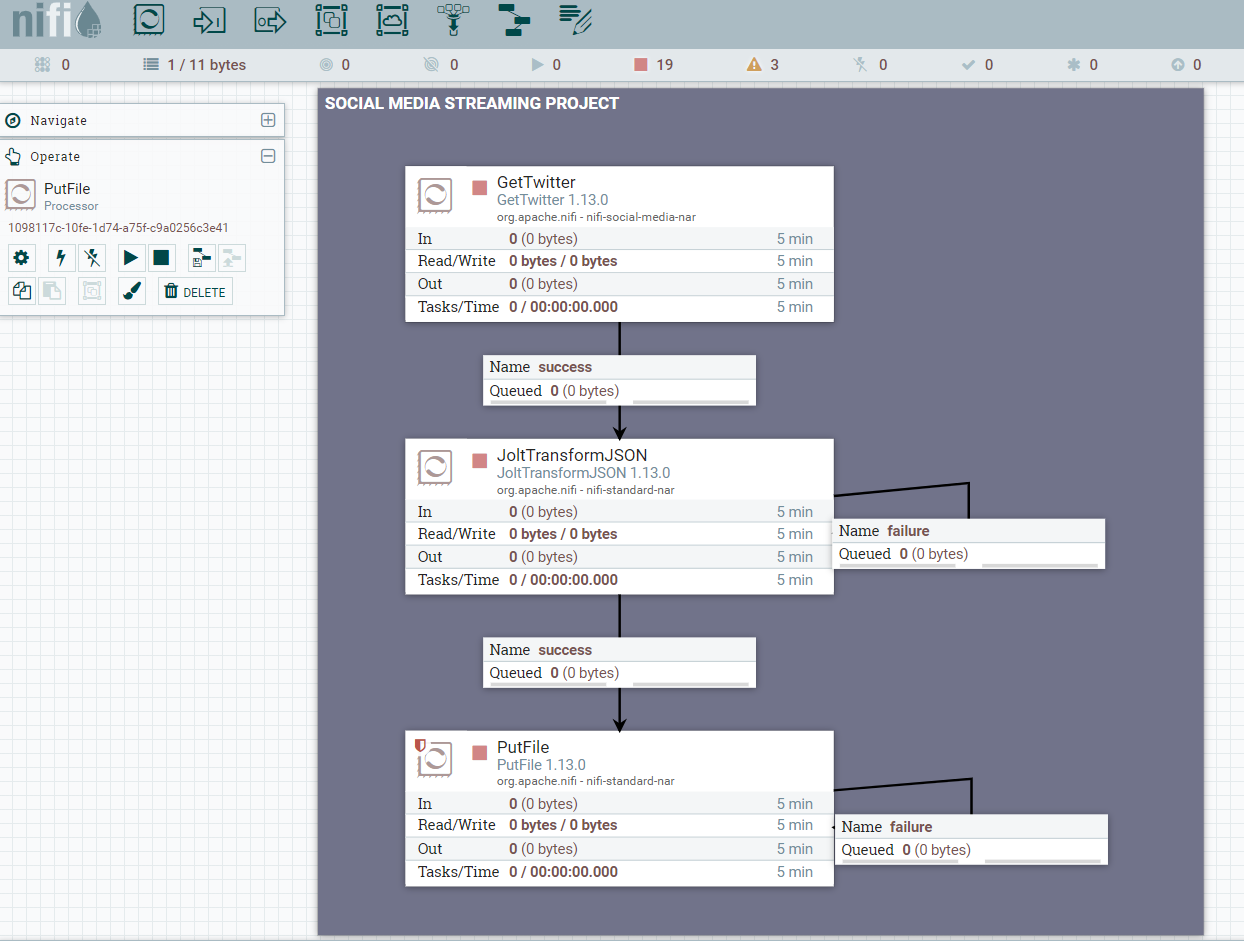 nifi
0
1 / 11 bytes
0
0
0
19
3
0
0
0
0
Navigate
Operate
PutFile
Processor
1098117c-10fe-1d74-a75f-c9a0256c3e41
DELETE
SOCIAL MEDIA STREAMING PROJECT
GetTwitter
GetTwitter 1.13.0
org.apache.nifi - nifi-social-media-nar
In 0 (0 bytes) 5 min
Read/Write 0 bytes / 0 bytes 5 min
Out 0 (0 bytes) 5 min
Tasks/Time 0 / 00:00:00.000 5 min
Name success
Queued 0 (0 bytes)
JoltTransformJSON
JoltTransformJSON 1.13.0
org.apache.nifi - nifi-standard-nar
In 0 (0 bytes) 5 min
Read/Write 0 bytes / 0 bytes 5 min
Out 0 (0 bytes) 5 min
Tasks/Time 0 / 00:00:00.000 5 min
Name failure
Queued 0 (0 bytes)
Name success
Queued 0 (0 bytes)
PutFile
PutFile 1.13.0
org.apache.nifi - nifi-standard-nar
In 0 (0 bytes) 5 min
Read/Write 0 bytes / 0 bytes 5 min
Out 0 (0 bytes) 5 min
Tasks/Time 0 / 00:00:00.000 5 min
Name failure
Queued 0 (0 bytes)